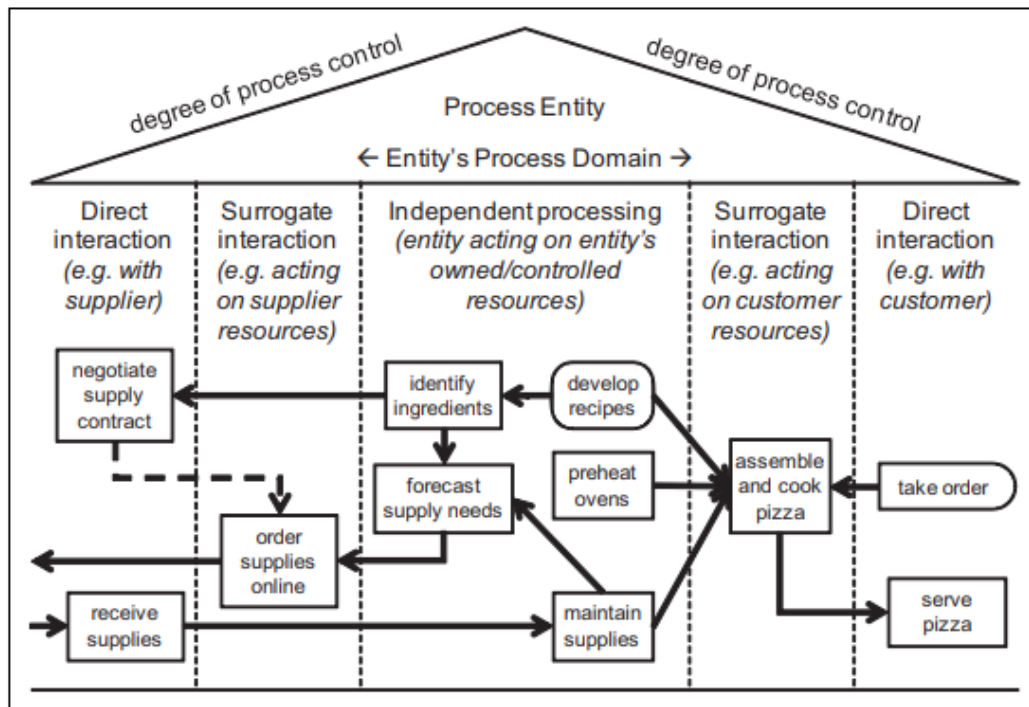 degree of process control
degree of process control
Process Entity
← Entity's Process Domain →
Direct
interaction
(e.g. with
supplier)
Surrogate
interaction
(e.g. acting
on supplier
resources)
Independent processing
(entity acting on entity's
owned/controlled
resources)
Surrogate
interaction
(e.g. acting
on customer
resources)
Direct
interaction
(e.g. with
customer)
negotiate
supply
contract
identify
ingredients
develop
recipes
forecast
supply needs
preheat
ovens
assemble
and cook
pizza
take order
order
supplies
online
receive
supplies
maintain
supplies
serve
pizza